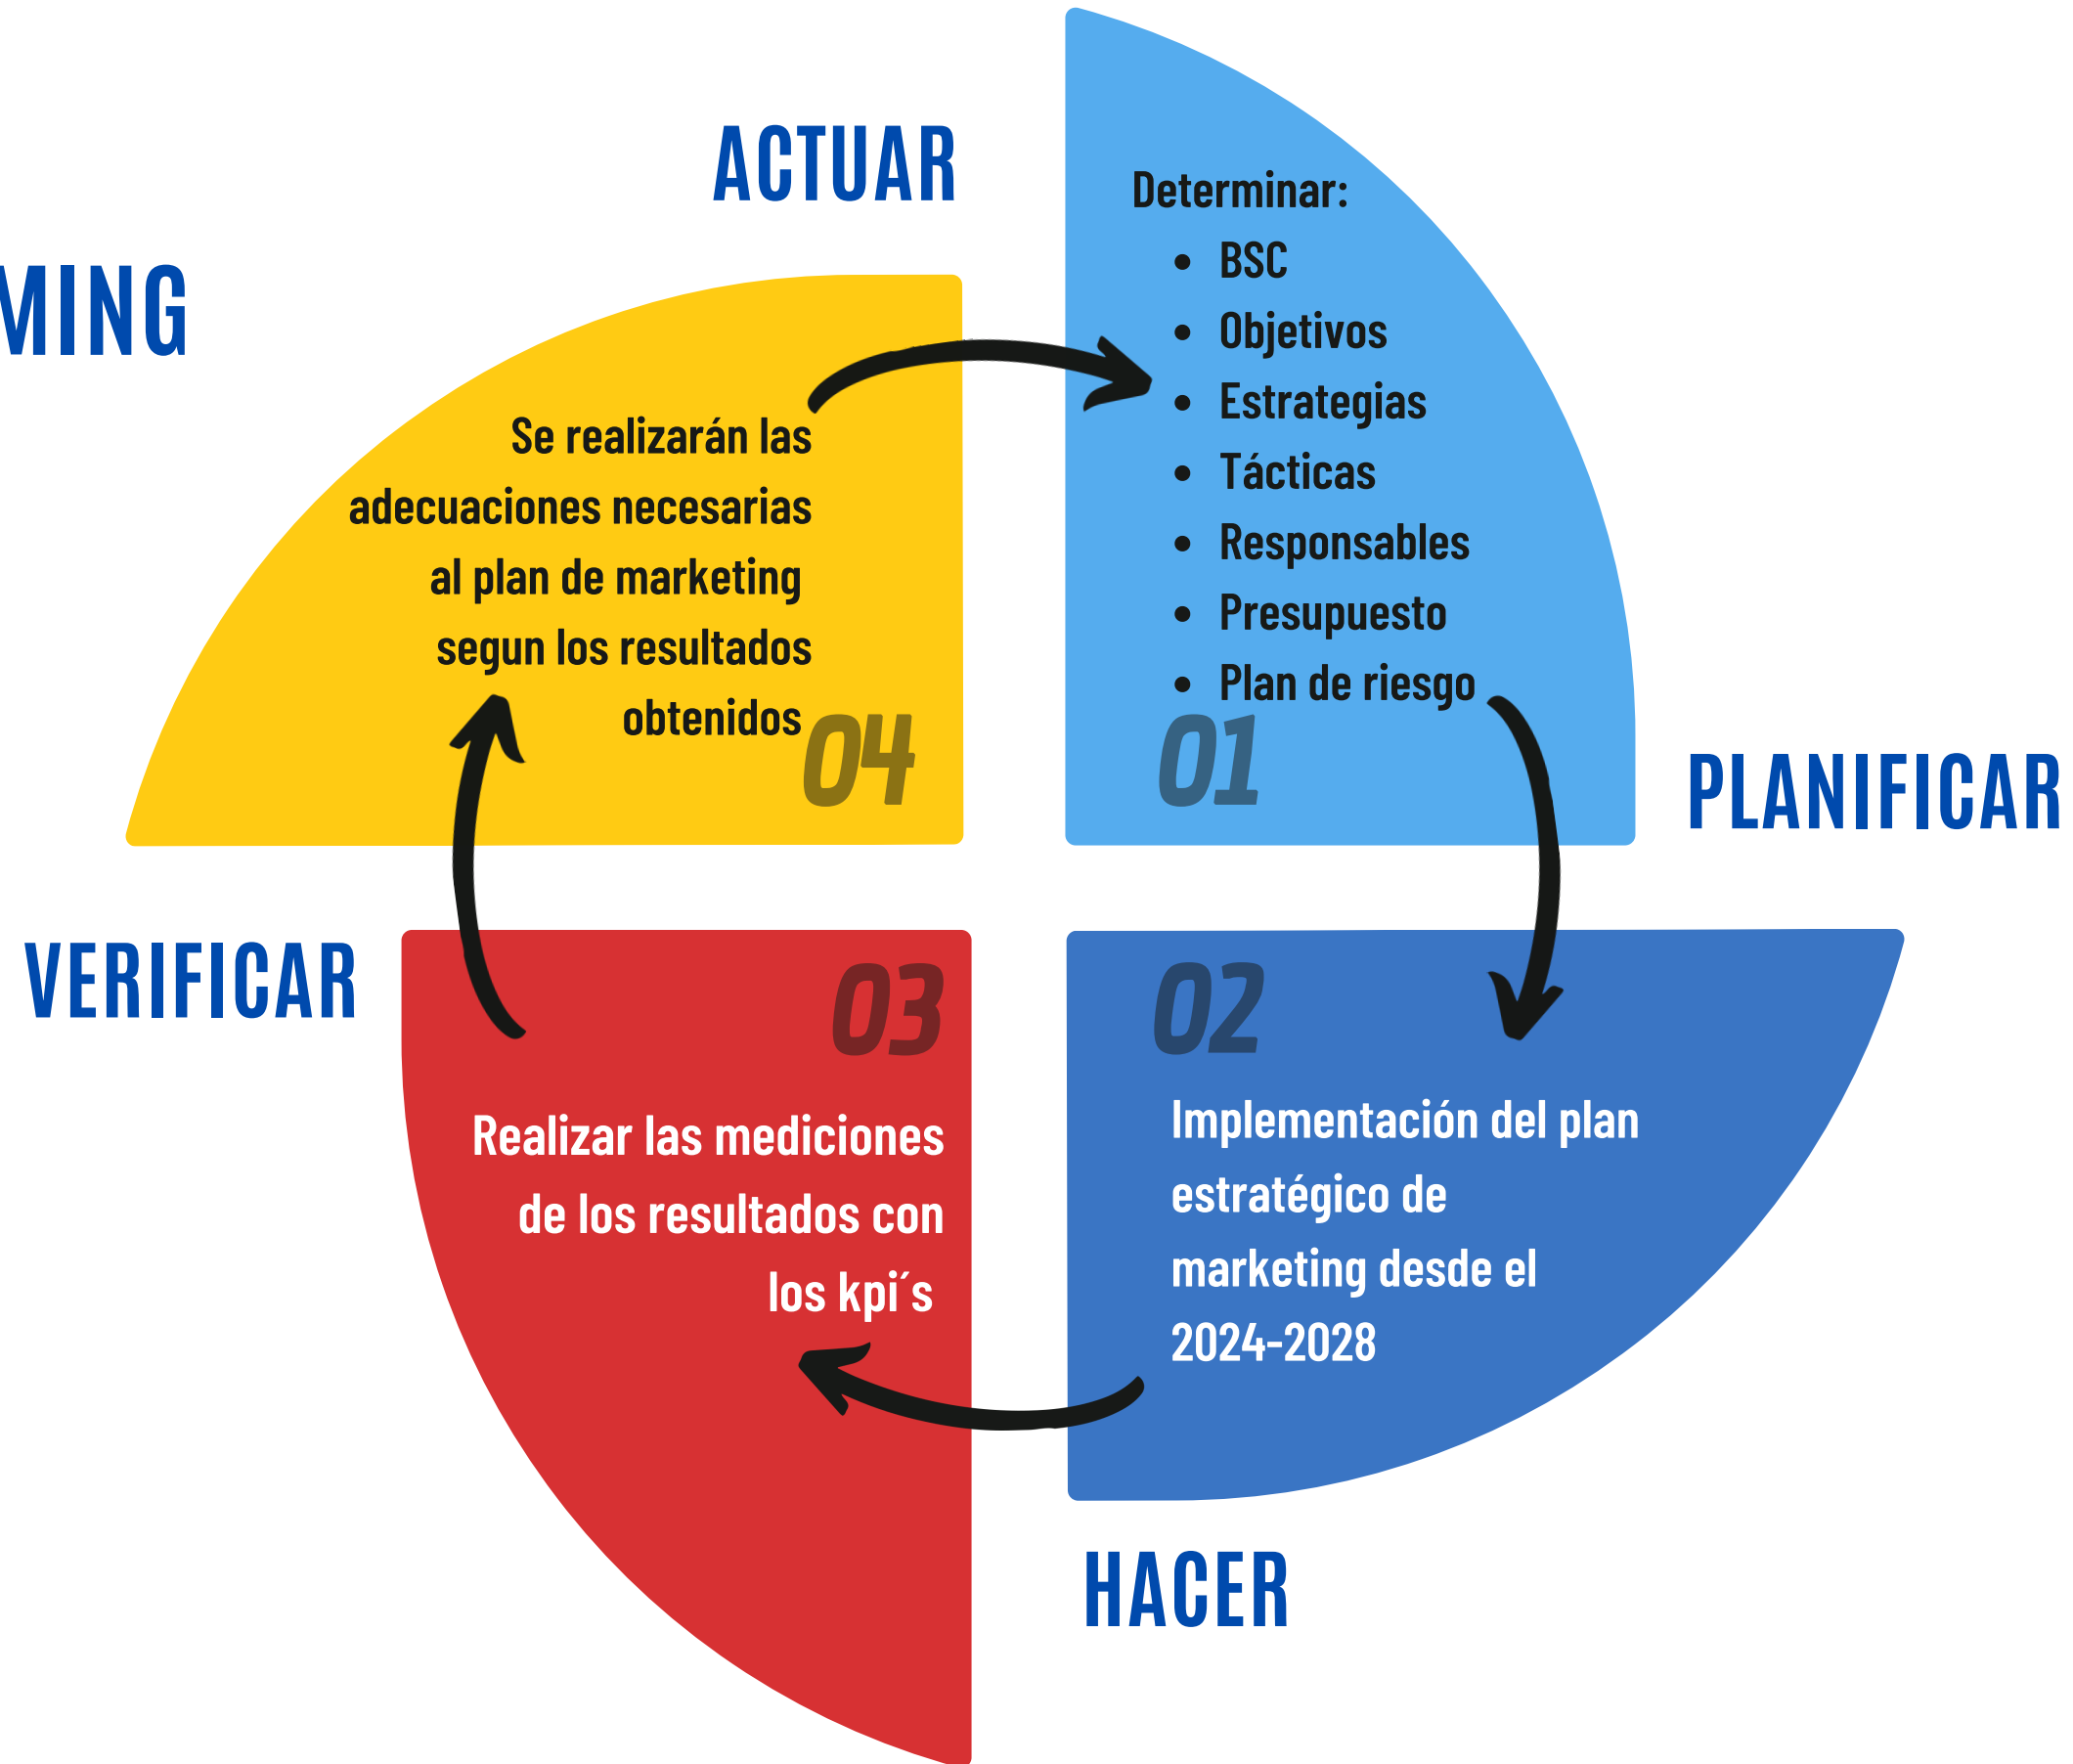 MING
ACTUAR
Se realizarán las
adecuaciones necesarias
al plan de marketing
segun los resultados
obtenidos
04
Determinar:
• BSC
• Objetivos
• Estrategias
• Tácticas
• Responsables
• Presupuesto
• Plan de riesgo
01
PLANIFICAR
VERIFICAR
03
Realizar las mediciones
de los resultados con
los kpi´s
02
Implementación del plan
estratégico de
marketing desde el
2024-2028
HACER